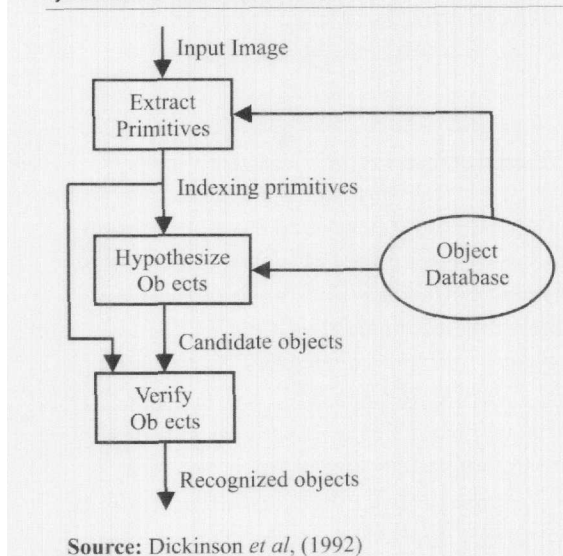 Input Image
Extract
Primitives
Indexing primitives
Hypothesize
Ob ects
Object
Database
Candidate objects
Verify
Ob ects
Recognized objects
Source: Dickinson et al, (1992)